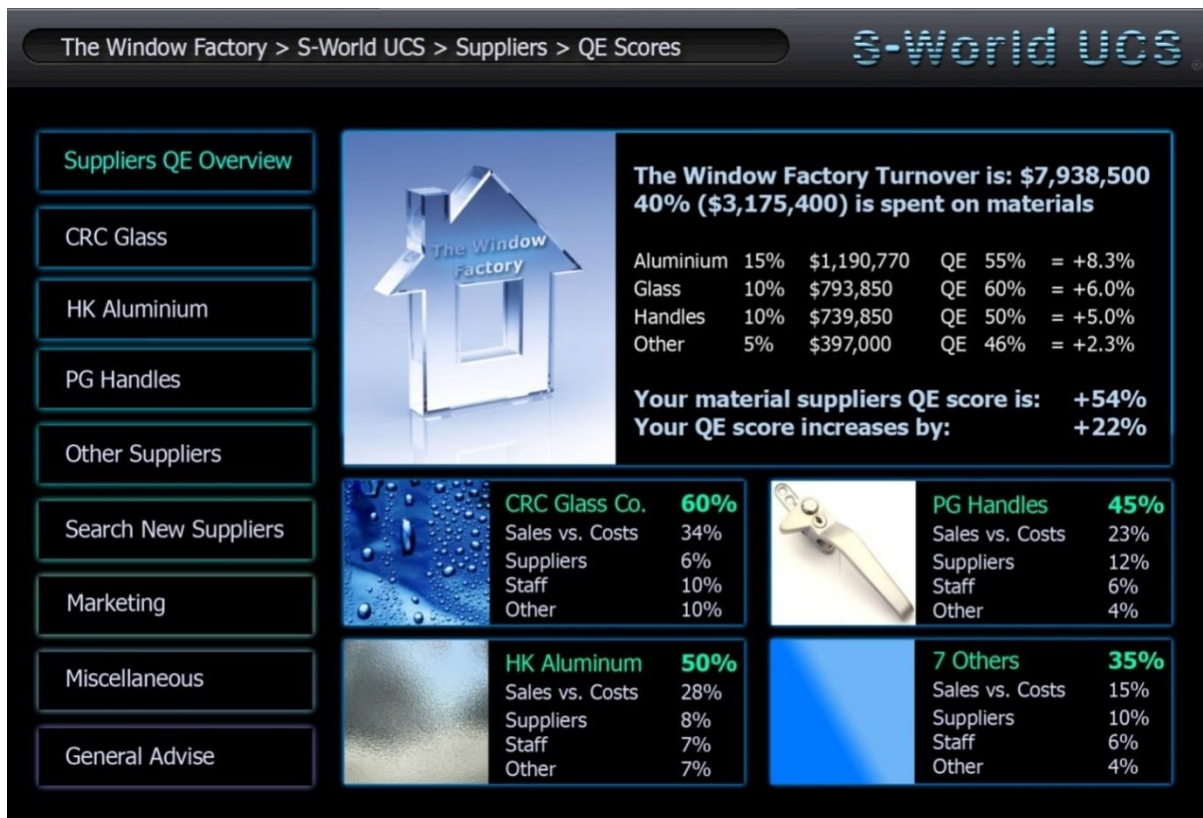 The Window Factory > S-World UCS > Suppliers > QE Scores
S-World UCS
Suppliers QE Overview
CRC Glass
HK Aluminium
PG Handles
Other Suppliers
Search New Suppliers
Marketing
Miscellaneous
General Advise
The Window
Factory
The Window Factory Turnover is: $7,938,500
40% ($3,175,400) is spent on materials
Aluminium 15% $1,190,770 QE 55% = +8.3%
Glass 10% $793,850 QE 60% = +6.0%
Handles 10% $739,850 QE 50% = +5.0%
Other 5% $397,000 QE 46% = +2.3%
Your material suppliers QE score is: +54%
Your QE score increases by: +22%
CRC Glass Co. 60%
Sales vs. Costs 34%
Suppliers 6%
Staff 10%
Other 10%
PG Handles 45%
Sales vs. Costs 23%
Suppliers 12%
Staff 6%
Other 4%
HK Aluminum 50%
Sales vs. Costs 28%
Suppliers 8%
Staff 7%
Other 7%
7 Others 35%
Sales vs. Costs 15%
Suppliers 10%
Staff 6%
Other 4%